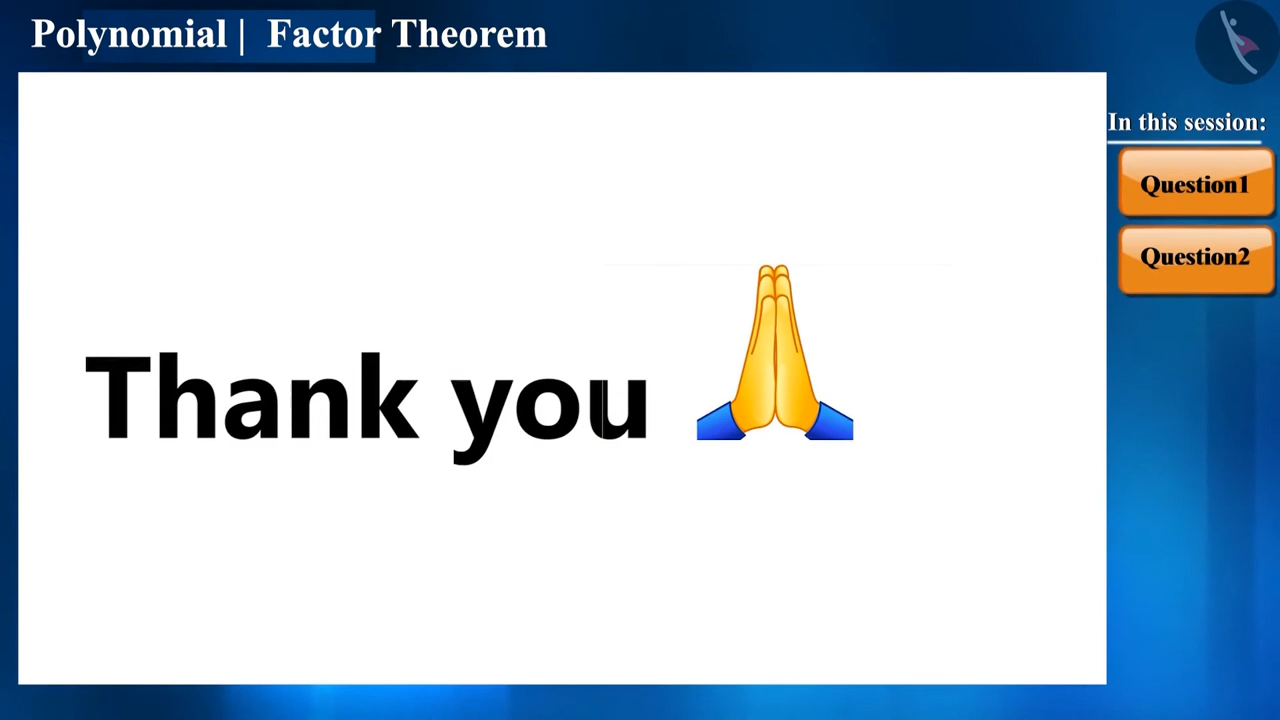 Polynomial | Factor Theorem
In this session:
Question1
Question2
Thank you